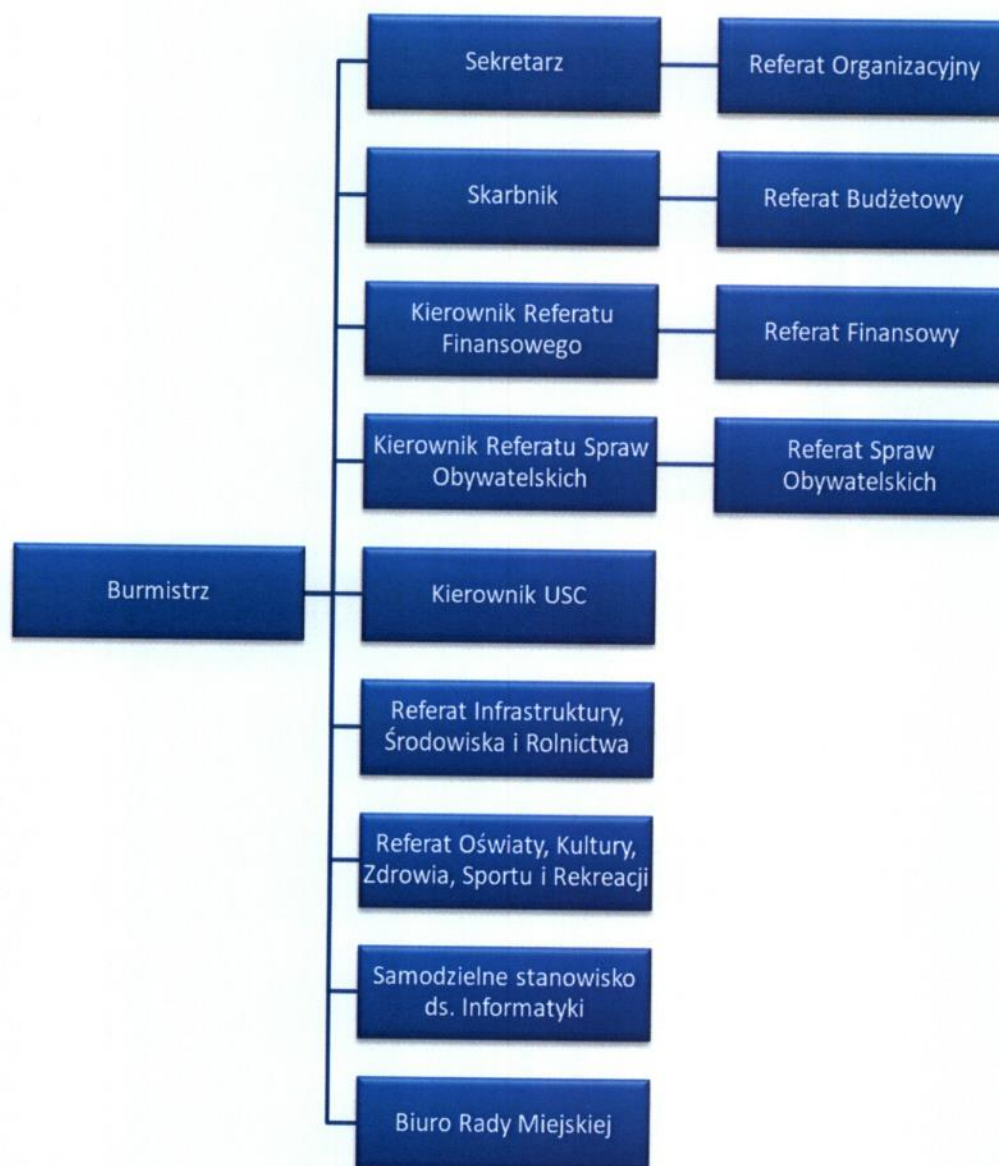 Sekretarz
Referat Organizacyjny
Skarbnik
Referat Budżetowy
Kierownik Referatu
Finansowego
Referat Finansowy
Kierownik Referatu Spraw
Obywatelskich
Referat Spraw
Obywatelskich
Burmistrz
Kierownik USC
Referat Infrastruktury,
Środowiska i Rolnictwa
Referat Oświaty, Kultury,
Zdrowia, Sportu i Rekreacji
Samodzielne stanowisko
ds. Informatyki
Biuro Rady Miejskiej